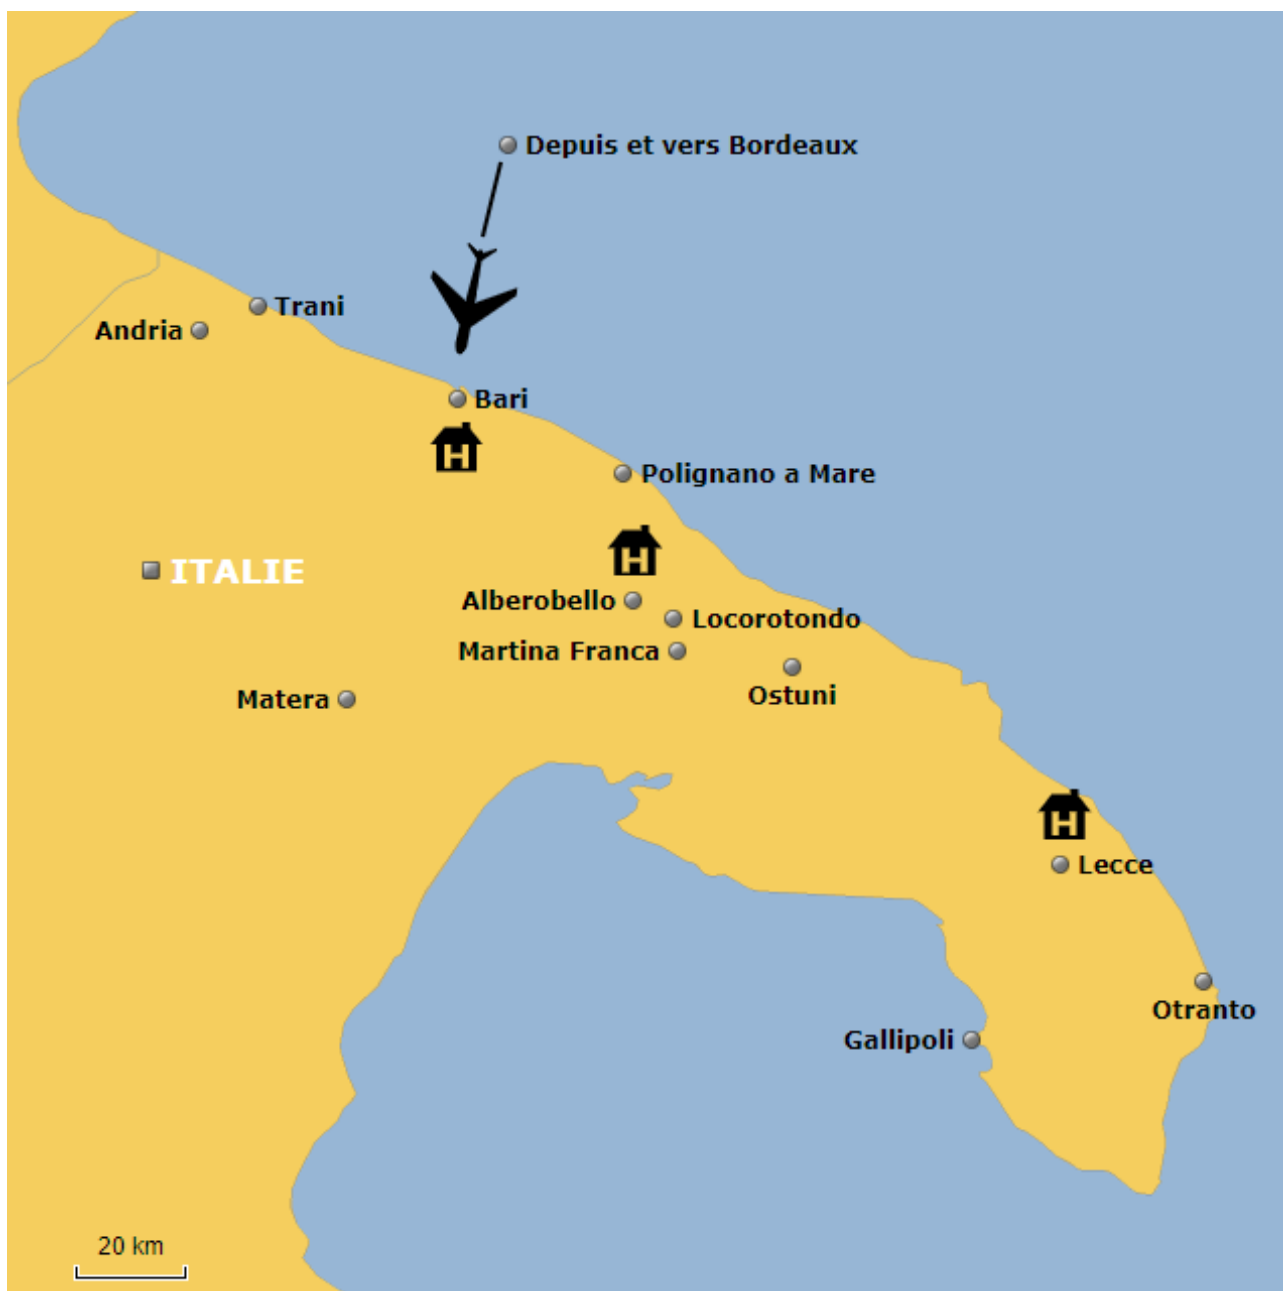 Depuis et vers Bordeaux
Trani
Andria
Bari
H
Polignano a Mare
H
ITALIE
Alberobello
Locorotondo
Martina Franca
Ostuni
Matera
H
Lecce
Otranto
Gallipoli
20 km